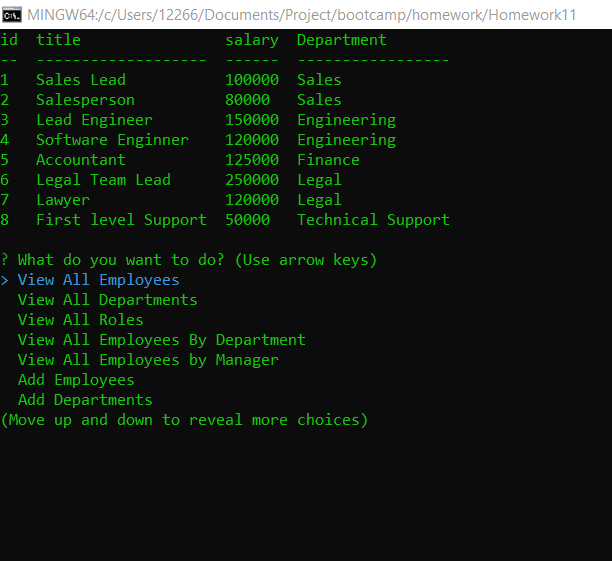 MINGW64:/c/Users/12266/Documents/Project/bootcamp/homework/Homework11
id  title                salary  Department
--  -------------------  ------  -----------------
1   Sales Lead           100000  Sales
2   Salesperson          80000   Sales
3   Lead Engineer        150000  Engineering
4   Software Enginner    120000  Engineering
5   Accountant           125000  Finance
6   Legal Team Lead      250000  Legal
7   Lawyer               120000  Legal
8   First level Support  50000   Technical Support
? What do you want to do? (Use arrow keys)
> View All Employees
  View All Departments
  View All Roles
  View All Employees By Department
  View All Employees by Manager
  Add Employees
  Add Departments
(Move up and down to reveal more choices)